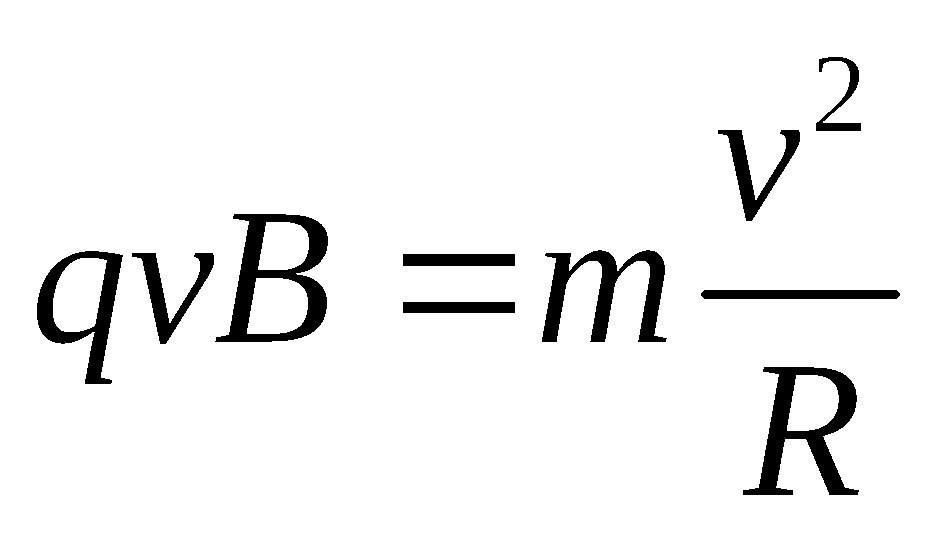 qvB = m v²/R